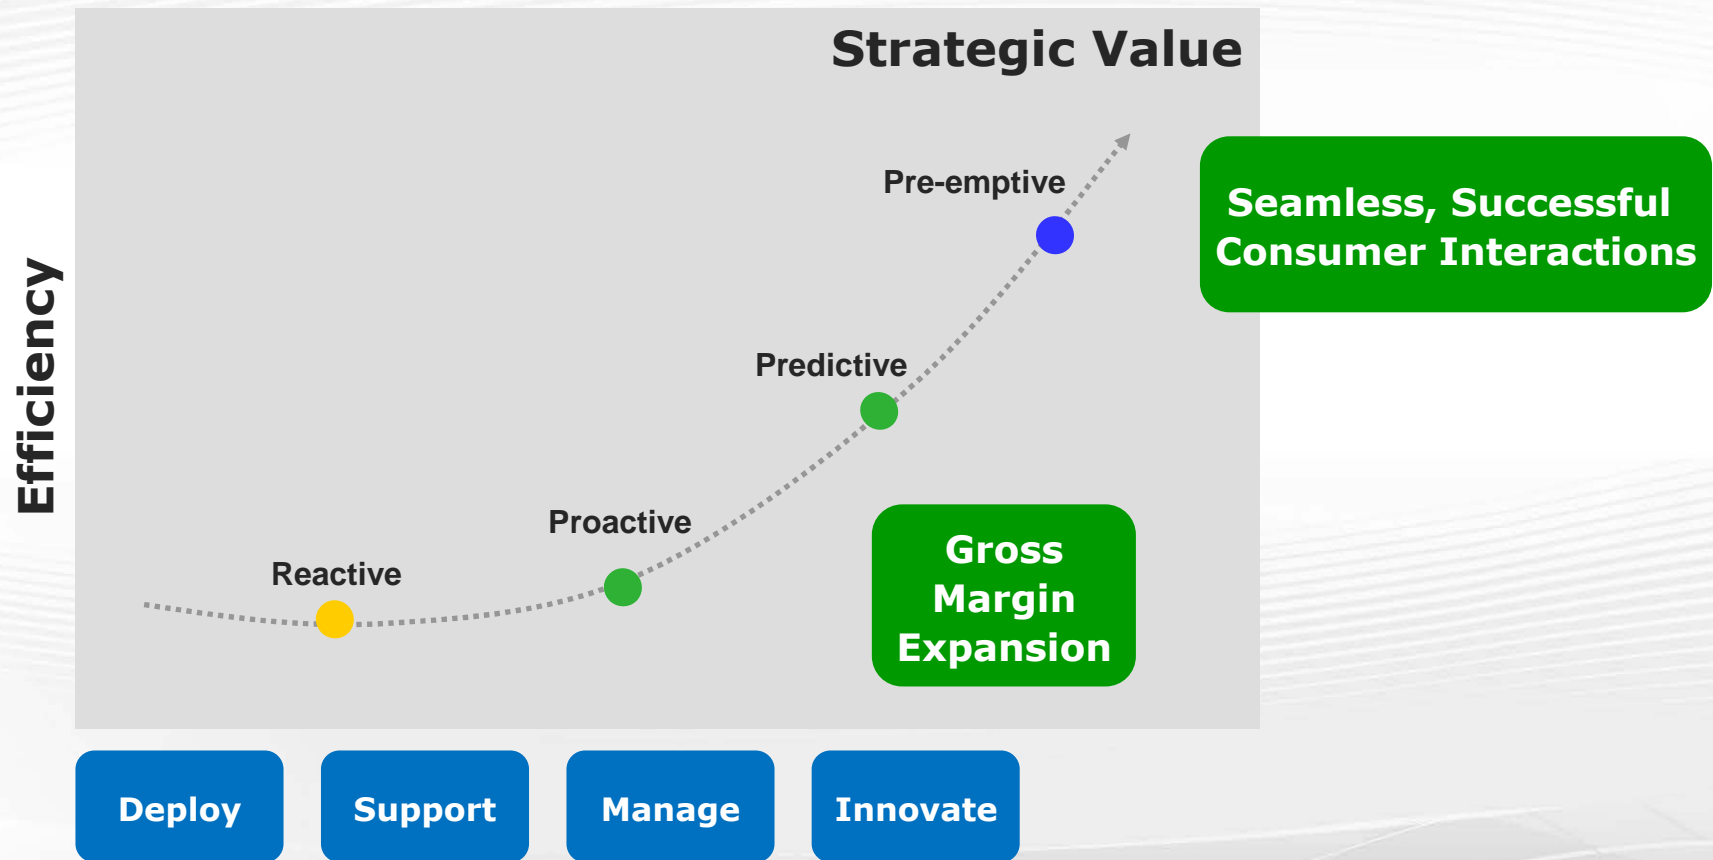 Strategic Value
Pre-emptive
Seamless, Successful
Consumer Interactions
Efficiency
Predictive
Proactive
Reactive
Gross
Margin
Expansion
Deploy
Support
Manage
Innovate